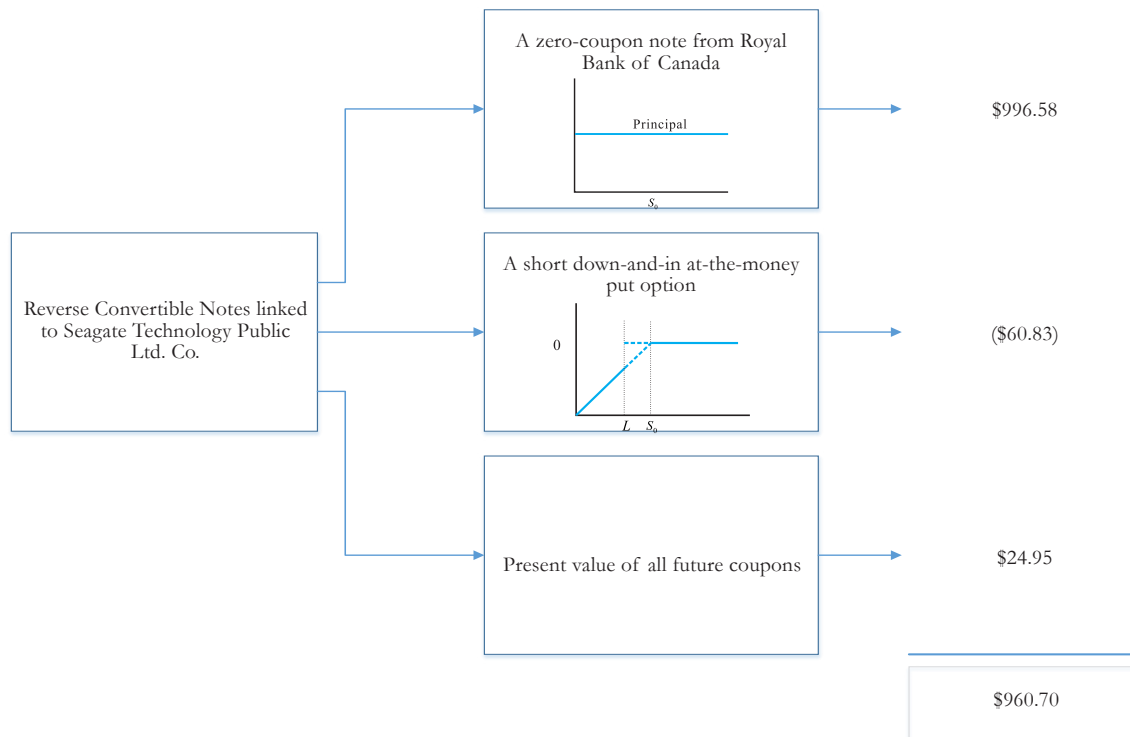 A zero-coupon note from Royal
Bank of Canada
Principal
S₀
$996.58
Reverse Convertible Notes linked
to Seagate Technology Public
Ltd. Co.
A short down-and-in at-the-money
put option
0
L S₀
($60.83)
Present value of all future coupons
$24.95
$960.70